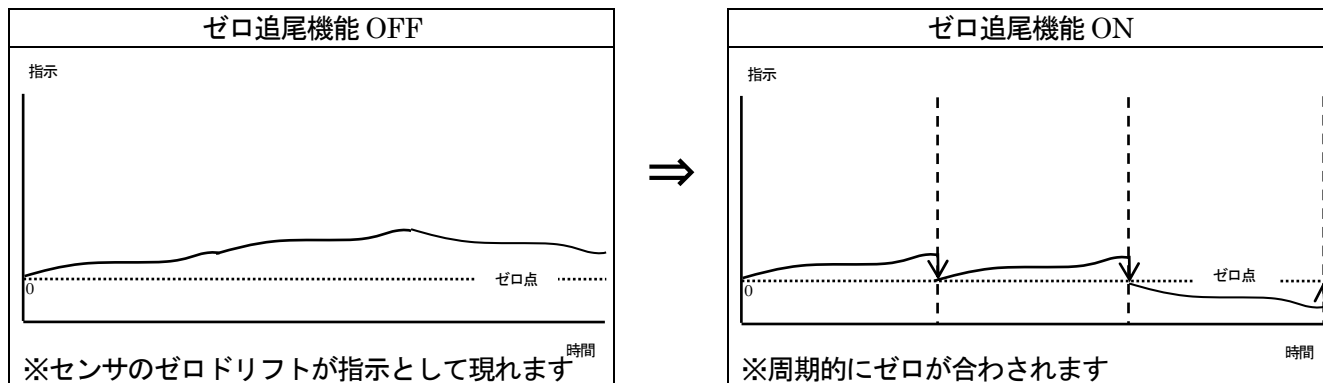 ゼロ追尾機能 OFF
指示
ゼロ点
0
時間
※センサのゼロドリフトが指示として現れます
⇒
ゼロ追尾機能 ON
指示
ゼロ点
0
時間
※周期的にゼロが合わされます